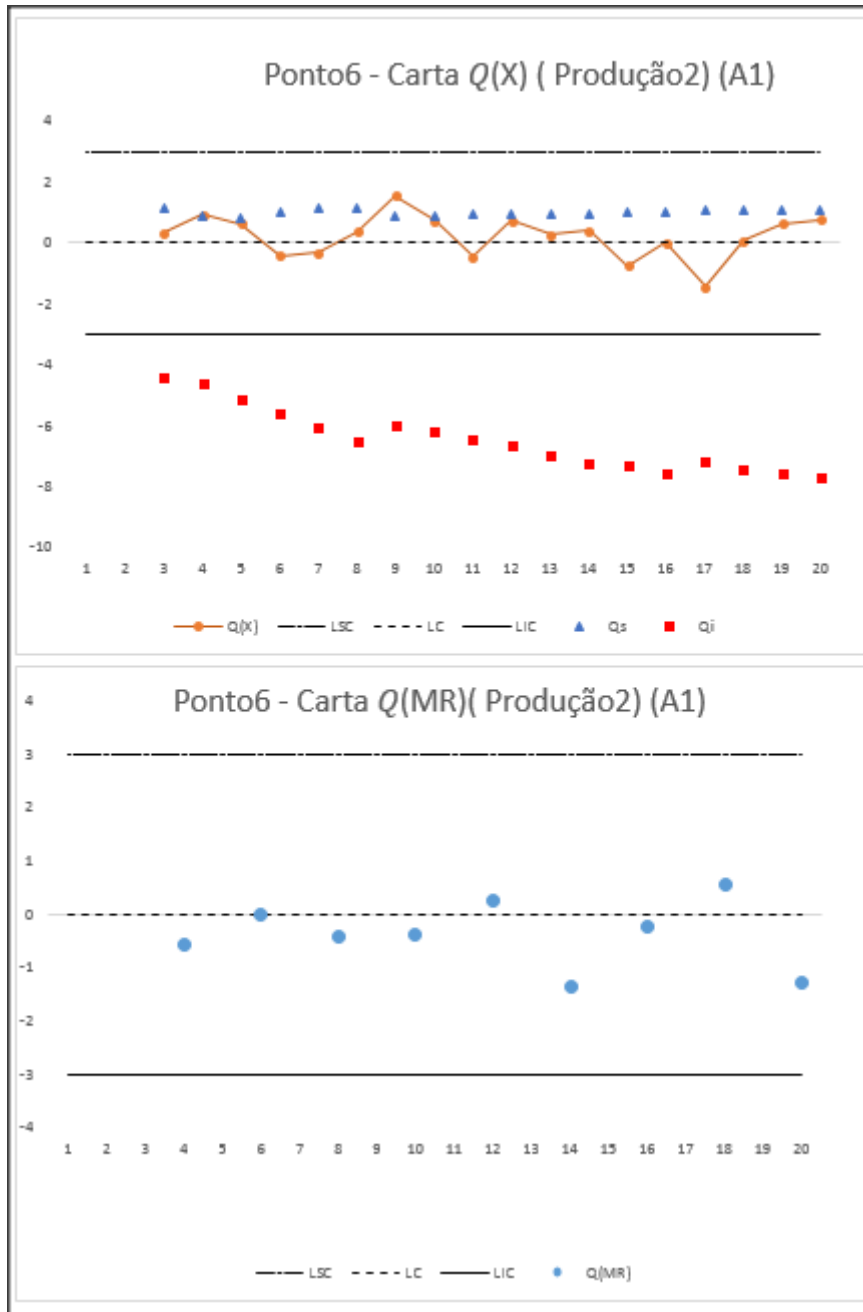 Ponto6 - Carta Q(X) ( Produção2) (A1)
4
2
0
-2
-4
-6
-8
-10
1 2 3 4 5 6 7 8 9 10 11 12 13 14 15 16 17 18 19 20
Q(X) LSC LC LIC Qs Qi
Ponto6 - Carta Q(MR)( Produção2) (A1)
4
3
2
1
0
-1
-2
-3
-4
1 2 3 4 5 6 7 8 9 10 11 12 13 14 15 16 17 18 19 20
LSC LC LIC Q(MR)